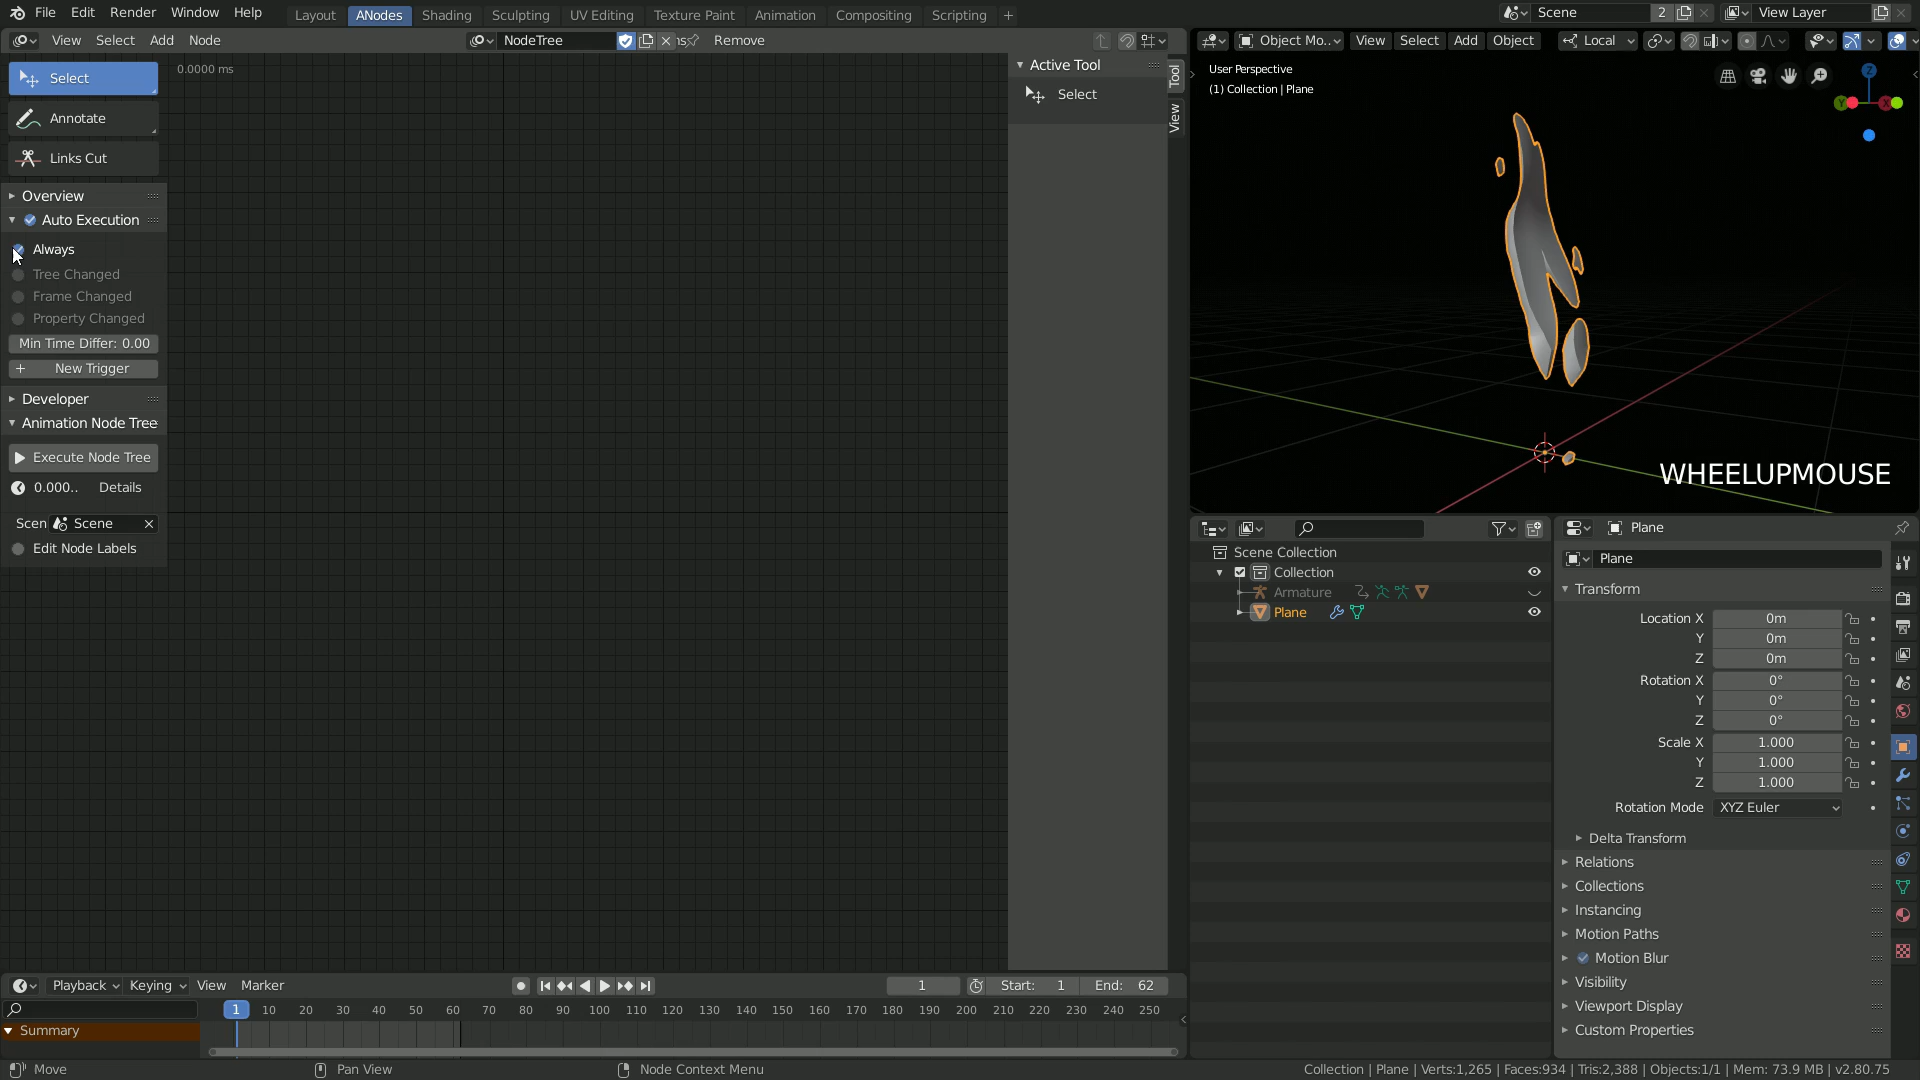 File Edit Render Window Help
Layout ANodes Shading Sculpting UV Editing Texture Paint Animation Compositing Scripting +
Scene 2
View Layer
View Select Add Node
NodeTree
Remove
Object Mo.. View Select Add Object
Local
Select
Annotate
Links Cut
Overview
Auto Execution
Always
Tree Changed
Frame Changed
Property Changed
Min Time Differ: 0.00
+ New Trigger
Developer
Animation Node Tree
Execute Node Tree
0.000.. Details
Scen Scene
Edit Node Labels
0.0000 ms
Active Tool
Select
Tool
View
User Perspective
(1) Collection | Plane
WHEELUPMOUSE
Scene Collection
Collection
Armature
Plane
Plane
Plane
Transform
Location X 0m
Y 0m
Z 0m
Rotation X 0°
Y 0°
Z 0°
Scale X 1.000
Y 1.000
Z 1.000
Rotation Mode XYZ Euler
Delta Transform
Relations
Collections
Instancing
Motion Paths
Motion Blur
Visibility
Viewport Display
Custom Properties
Playback Keying View Marker
1 Start: 1 End: 62
1 10 20 30 40 50 60 70 80 90 100 110 120 130 140 150 160 170 180 190 200 210 220 230 240 250
Summary
Move Pan View Node Context Menu
Collection | Plane | Verts:1,265 | Faces:934 | Tris:2,388 | Objects:1/1 | Mem: 73.9 MB | v2.80.75